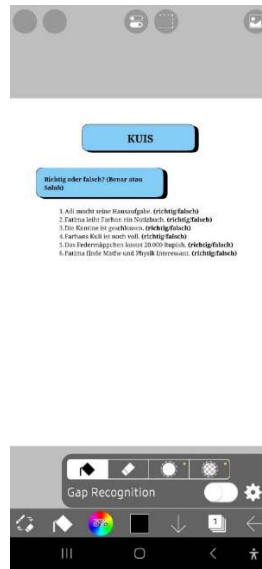 KUIS
Richtig oder falsch? (Benar atau
Salah)
1. Adi macht seine Hausaufgabe. (richtig/falsch)
2. Fatima leiht Farhan ein Notizbuch. (richtig/falsch)
3. Die Kantine ist geschlossen. (richtig/falsch)
4. Farhans Kuli ist noch voll. (richtig/falsch)
5. Das Federmäppchen kostet 20.000 Rupiah. (richtig/falsch)
6. Fatima finde Mathe und Physik Interessant. (richtig/falsch)
Gap Recognition
1